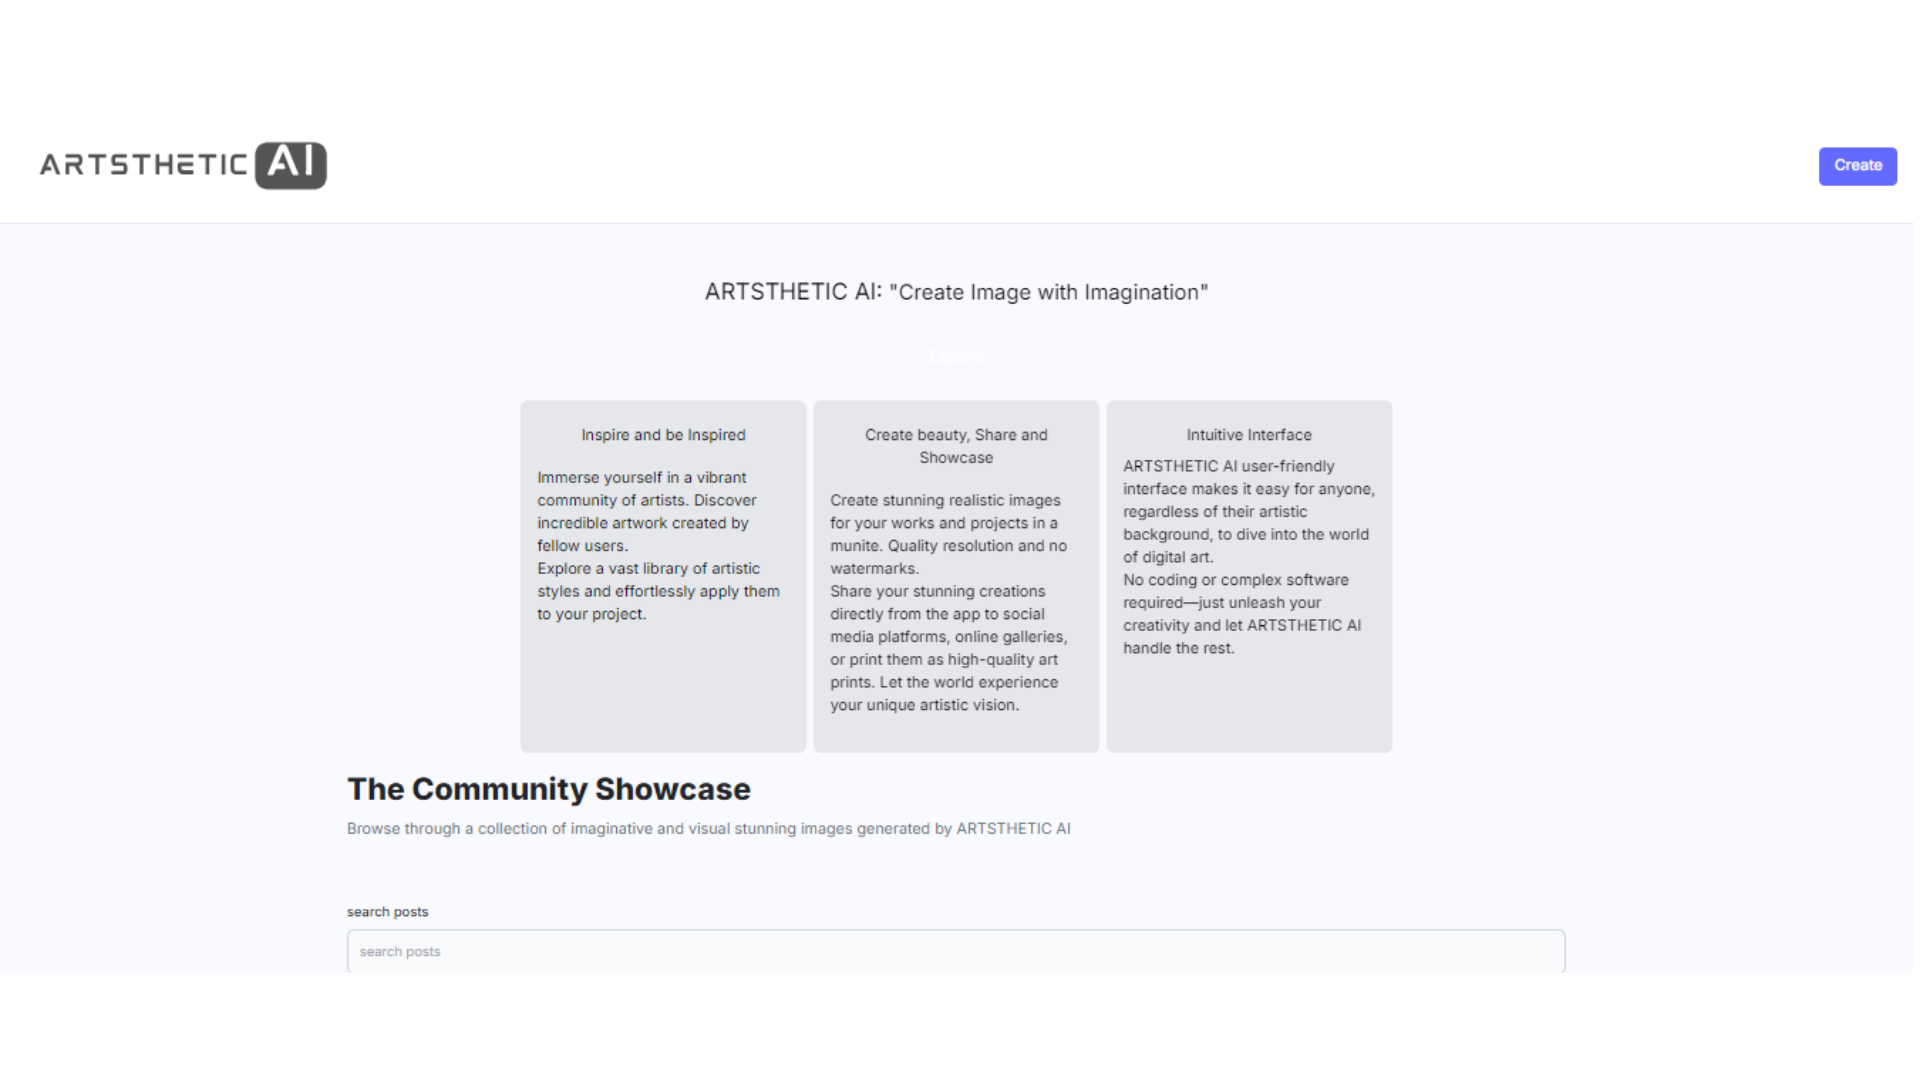 ARTSTHETIC AI
Create
ARTSTHETIC AI: "Create Image with Imagination"
Explore
Inspire and be Inspired
Immerse yourself in a vibrant
community of artists. Discover
incredible artwork created by
fellow users.
Explore a vast library of artistic
styles and effortlessly apply them
to your project.
Create beauty, Share and
Showcase
Create stunning realistic images
for your works and projects in a
munite. Quality resolution and no
watermarks.
Share your stunning creations
directly from the app to social
media platforms, online galleries,
or print them as high-quality art
prints. Let the world experience
your unique artistic vision.
Intuitive Interface
ARTSTHETIC AI user-friendly
interface makes it easy for anyone,
regardless of their artistic
background, to dive into the world
of digital art.
No coding or complex software
required—just unleash your
creativity and let ARTSTHETIC AI
handle the rest.
The Community Showcase
Browse through a collection of imaginative and visual stunning images generated by ARTSTHETIC AI
search posts
search posts